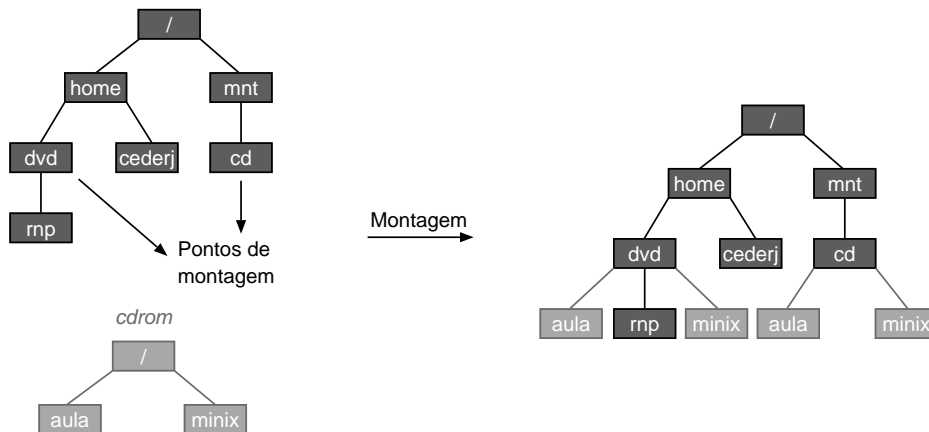 /
home
mnt
dvd
cederj
cd
rnp
Pontos de
montagem
cdrom
/
aula
minix
Montagem
/
home
mnt
dvd
cederj
cd
aula
rnp
minix
aula
minix